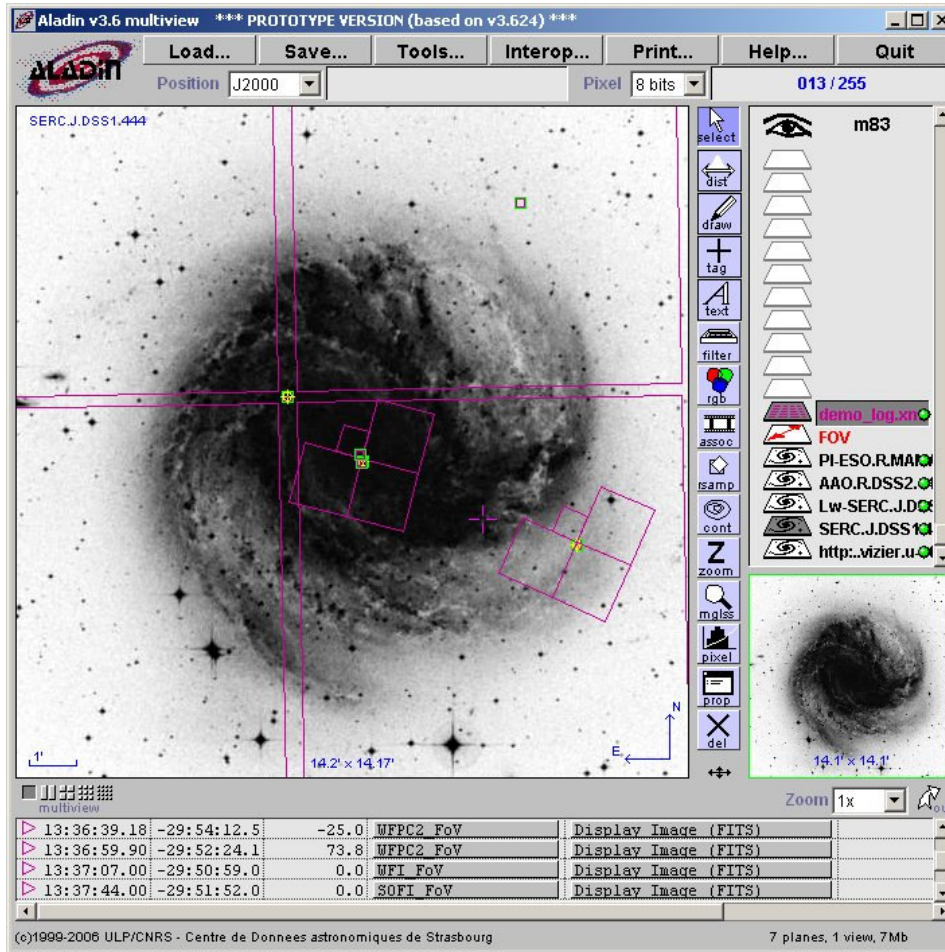 Aladin v3.6 multiview *** PROTOTYPE VERSION (based on v3.624) ***
ALADiN
Load... Save... Tools... Interop... Print... Help... Quit
Position J2000 Pixel 8 bits 013 / 255
SERC.J.DSS1.444
select
dist
draw
tag
text
filter
rgb
assoc
rsamp
cont
zoom
mglss
pixel
prop
del
m83
demo_log.xn
FOV
PI-ESO.R.MA
AAO.R.DSS2.
Lw-SERC.J.D
SERC.J.DSS1
http:..vizier.u-
N
E
1'
14.2' x 14.17'
14.1' x 14.1'
multiview
Zoom 1x
13:36:39.18 -29:54:12.5 -25.0 WFPC2_FoV Display Image (FITS)
13:36:59.90 -29:52:24.1 73.8 WFPC2_FoV Display Image (FITS)
13:37:07.00 -29:50:59.0 0.0 WFI_FoV Display Image (FITS)
13:37:44.00 -29:51:52.0 0.0 SOFI_FoV Display Image (FITS)
(c)1999-2006 ULP/CNRS - Centre de Donnees astronomiques de Strasbourg
7 planes, 1 view, 7Mb